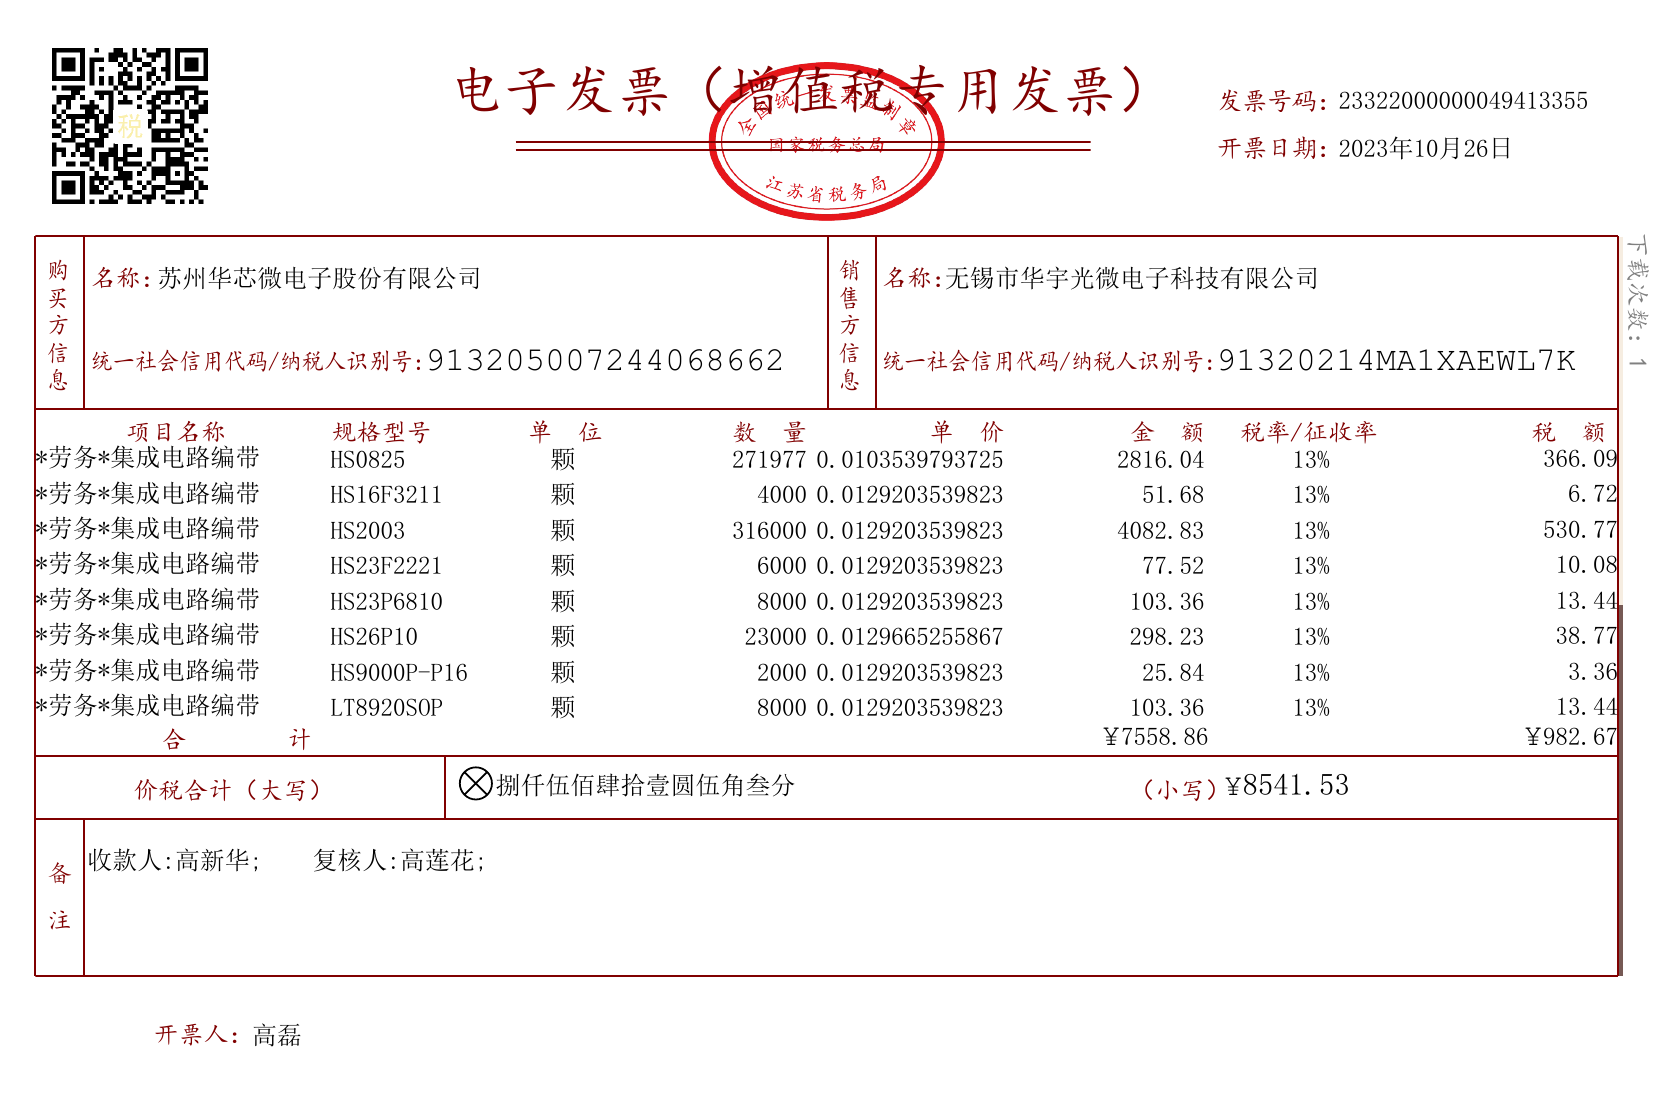 电子发票（增值税专用发票）
发票号码：23322000000049413355
开票日期：2023年10月26日
税
全国统一发票监制章
国家税务总局
江苏省税务局
下载次数：1
购买方信息
名称：苏州华芯微电子股份有限公司
统一社会信用代码/纳税人识别号：913205007244068662
销售方信息
名称：无锡市华宇光微电子科技有限公司
统一社会信用代码/纳税人识别号：91320214MA1XAEWL7K
项目名称 规格型号 单位 数量 单价 金额 税率/征收率 税额
*劳务*集成电路编带 HS0825 颗 271977 0.0103539793725 2816.04 13% 366.09
*劳务*集成电路编带 HS16F3211 颗 4000 0.0129203539823 51.68 13% 6.72
*劳务*集成电路编带 HS2003 颗 316000 0.0129203539823 4082.83 13% 530.77
*劳务*集成电路编带 HS23F2221 颗 6000 0.0129203539823 77.52 13% 10.08
*劳务*集成电路编带 HS23P6810 颗 8000 0.0129203539823 103.36 13% 13.44
*劳务*集成电路编带 HS26P10 颗 23000 0.0129665255867 298.23 13% 38.77
*劳务*集成电路编带 HS9000P-P16 颗 2000 0.0129203539823 25.84 13% 3.36
*劳务*集成电路编带 LT8920SOP 颗 8000 0.0129203539823 103.36 13% 13.44
合计 ¥7558.86 ¥982.67
价税合计（大写） 捌仟伍佰肆拾壹圆伍角叁分 （小写）¥8541.53
备注
收款人:高新华; 复核人:高莲花;
开票人：高磊